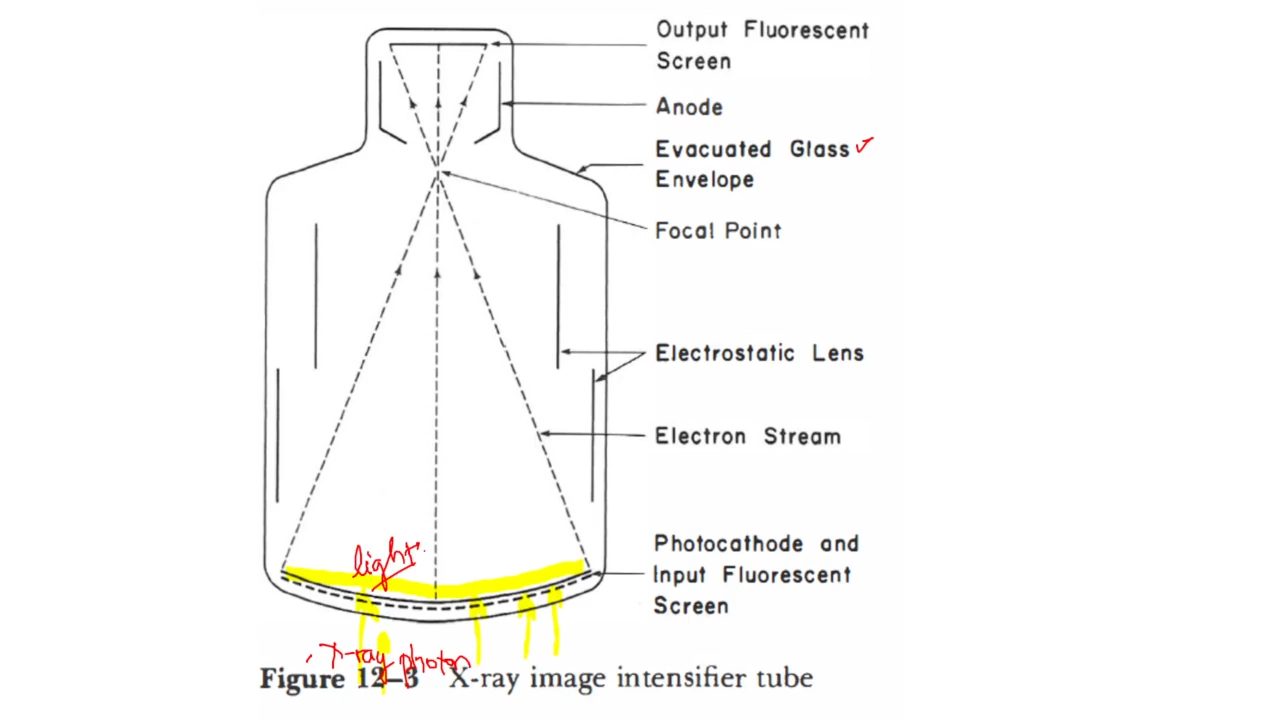 Output Fluorescent
Screen
Anode
Evacuated Glass
Envelope
Focal Point
Electrostatic Lens
Electron Stream
light
Photocathode and
Input Fluorescent
Screen
X-ray photon
Figure 12–3 X-ray image intensifier tube